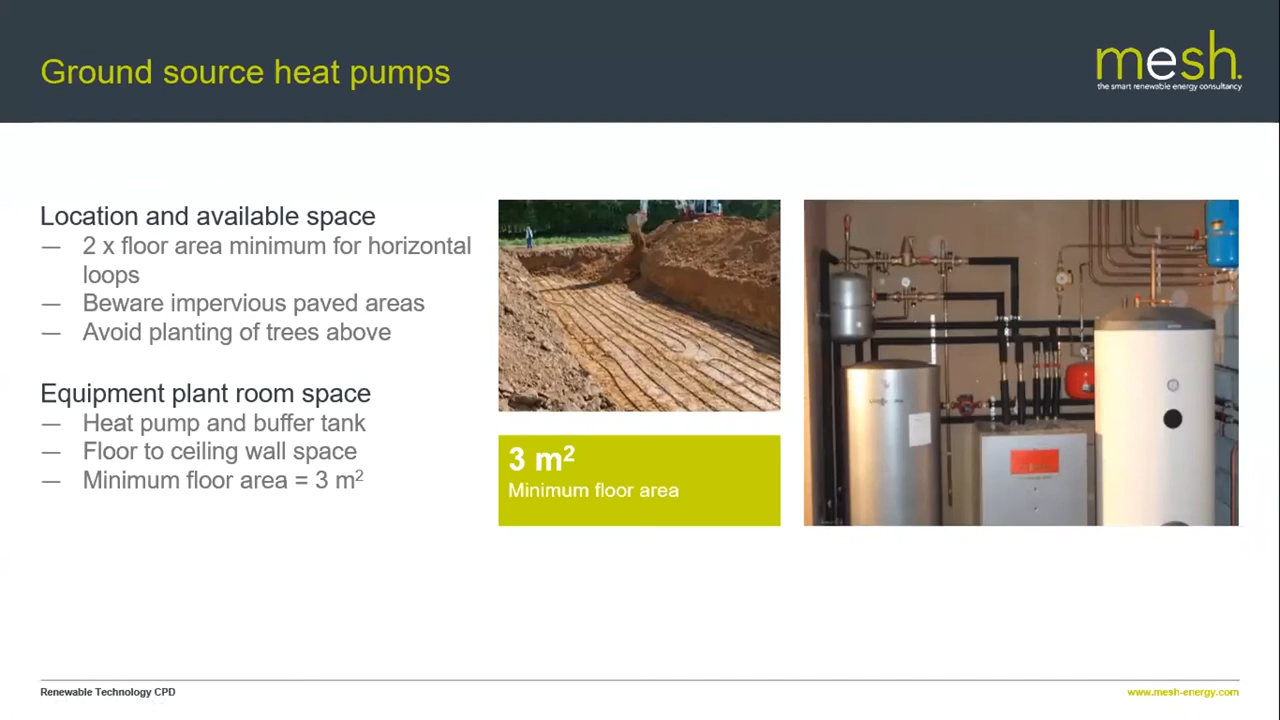 Ground source heat pumps
mesh.
the smart renewable energy consultancy
Location and available space
— 2 x floor area minimum for horizontal
loops
— Beware impervious paved areas
— Avoid planting of trees above
Equipment plant room space
— Heat pump and buffer tank
— Floor to ceiling wall space
— Minimum floor area = 3 m²
3 m²
Minimum floor area
Renewable Technology CPD
www.mesh-energy.com